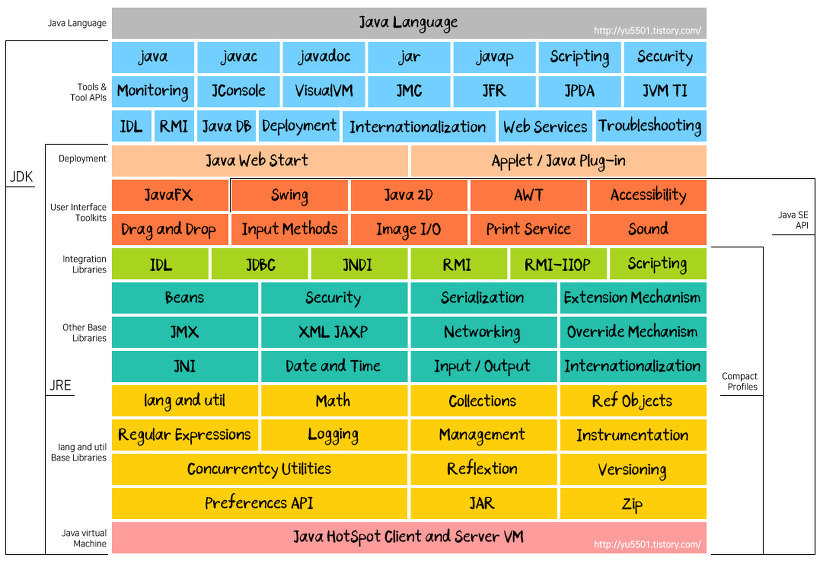 Java Language
Java Language
http://yu5501.tistory.com/
java javac javadoc jar javap Scripting Security
Tools &
Tool APIs
Monitoring JConsole VisualVM JMC JFR JPDA JVM TI
IDL RMI Java DB Deployment Internationalization Web Services Troubleshooting
Deployment
Java Web Start Applet / Java Plug-in
JDK
User Interface
Toolkits
JavaFX Swing Java 2D AWT Accessibility
Drag and Drop Input Methods Image I/O Print Service Sound
Java SE
API
Integration
Libraries
IDL JDBC JNDI RMI RMI-IIOP Scripting
Other Base
Libraries
Beans Security Serialization Extension Mechanism
JMX XML JAXP Networking Override Mechanism
JNI Date and Time Input / Output Internationalization
JRE
Compact
Profiles
lang and util
Base Libraries
lang and util Math Collections Ref Objects
Regular Expressions Logging Management Instrumentation
Concurrentcy Utilities Reflextion Versioning
Preferences API JAR Zip
Java virtual
Machine
Java HotSpot Client and Server VM
http://yu5501.tistory.com/